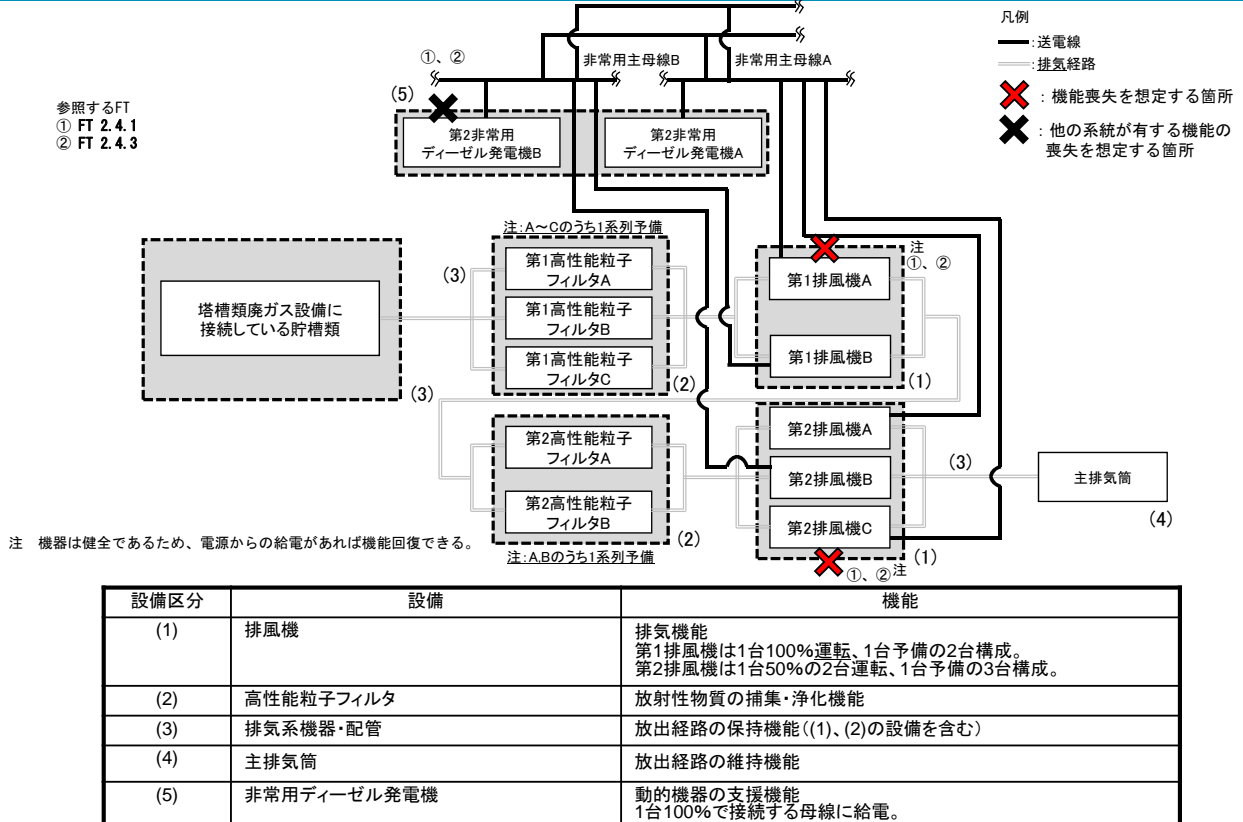 凡例
:送電線
:排気経路
: 機能喪失を想定する箇所
: 他の系統が有する機能の
喪失を想定する箇所
参照するFT
① FT 2.4.1
② FT 2.4.3
①、②
非常用主母線B
非常用主母線A
(5)
第2非常用
ディーゼル発電機B
第2非常用
ディーゼル発電機A
注:A～Cのうち1系列予備
(3)
第1高性能粒子
フィルタA
第1高性能粒子
フィルタB
第1高性能粒子
フィルタC
(2)
塔槽類廃ガス設備に
接続している貯槽類
(3)
注
①、②
第1排風機A
第1排風機B
(1)
第2高性能粒子
フィルタA
第2高性能粒子
フィルタB
(2)
注:A,Bのうち1系列予備
第2排風機A
第2排風機B
第2排風機C
(3)
(1)
①、②注
主排気筒
(4)
注 機器は健全であるため、電源からの給電があれば機能回復できる。
設備区分 設備 機能
(1) 排風機 排気機能
第1排風機は1台100%運転、1台予備の2台構成。
第2排風機は1台50%の2台運転、1台予備の3台構成。
(2) 高性能粒子フィルタ 放射性物質の捕集・浄化機能
(3) 排気系機器・配管 放出経路の保持機能((1)、(2)の設備を含む)
(4) 主排気筒 放出経路の維持機能
(5) 非常用ディーゼル発電機 動的機器の支援機能
1台100%で接続する母線に給電。